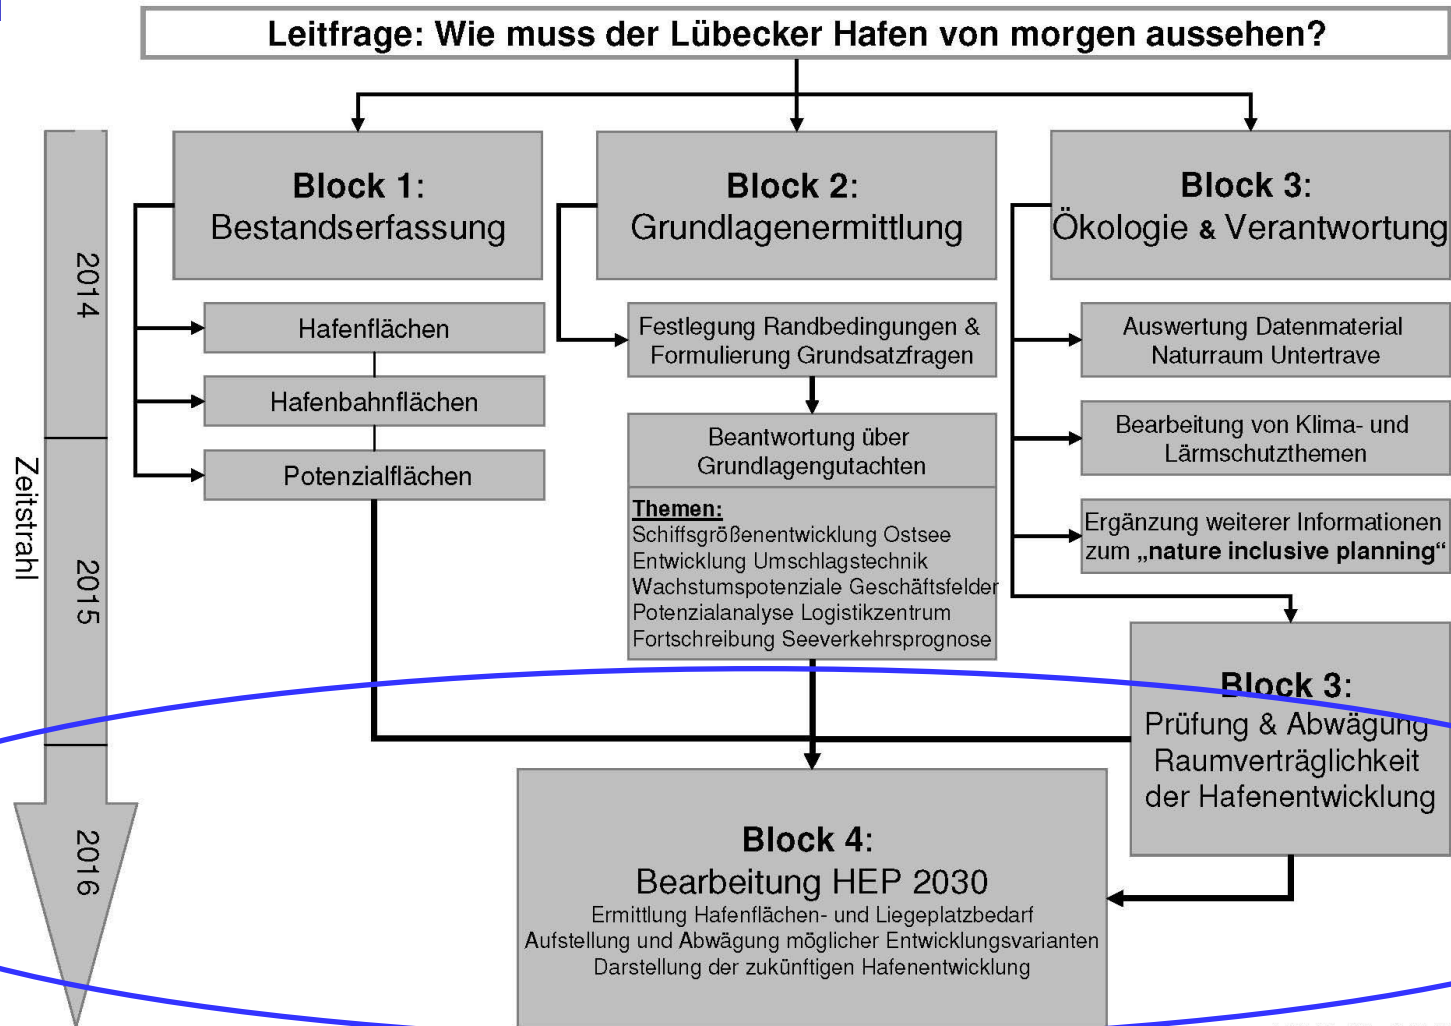 Leitfrage: Wie muss der Lübecker Hafen von morgen aussehen?
Zeitstrahl
2014
2015
2016
Block 1:
Bestandserfassung
Hafenflächen
Hafenbahnflächen
Potenzialflächen
Block 2:
Grundlagenermittlung
Festlegung Randbedingungen &
Formulierung Grundsatzfragen
Beantwortung über
Grundlagengutachten
Themen:
Schiffsgrößenentwicklung Ostsee
Entwicklung Umschlagstechnik
Wachstumspotenziale Geschäftsfelder
Potenzialanalyse Logistikzentrum
Fortschreibung Seeverkehrsprognose
Block 3:
Ökologie & Verantwortung
Auswertung Datenmaterial
Naturraum Untertrave
Bearbeitung von Klima- und
Lärmschutzthemen
Ergänzung weiterer Informationen
zum „nature inclusive planning“
Block 3:
Prüfung & Abwägung
Raumverträglichkeit
der Hafenentwicklung
Block 4:
Bearbeitung HEP 2030
Ermittlung Hafenflächen- und Liegeplatzbedarf
Aufstellung und Abwägung möglicher Entwicklungsvarianten
Darstellung der zukünftigen Hafenentwicklung